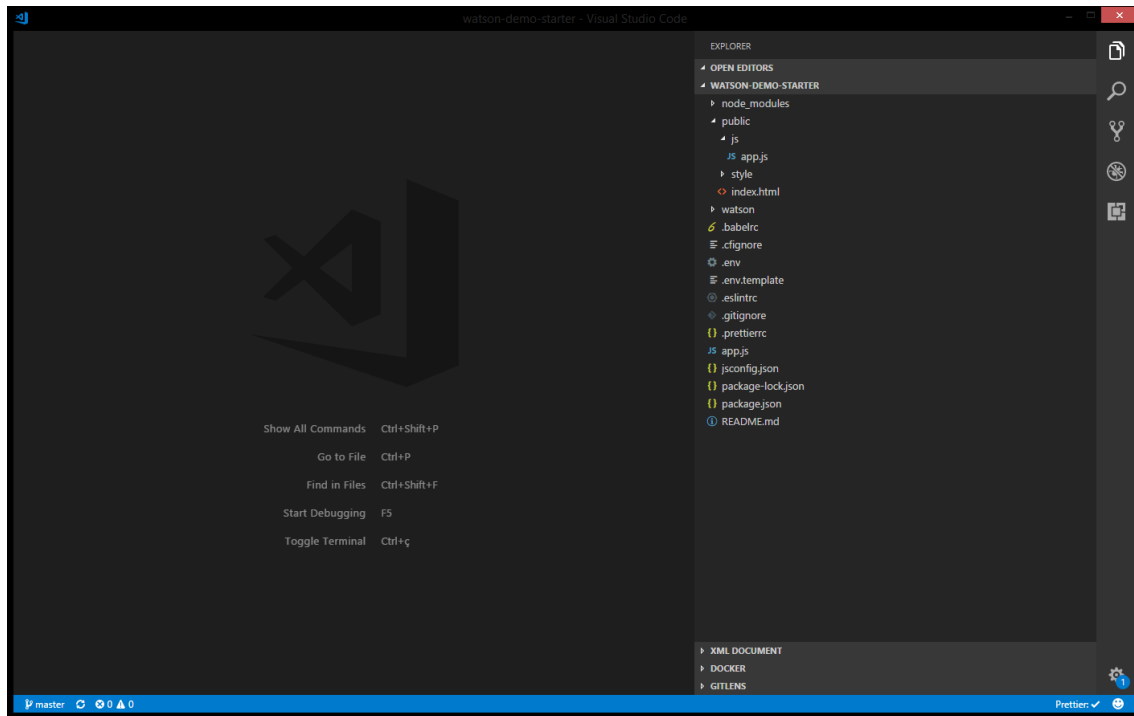 watson-demo-starter - Visual Studio Code
EXPLORER
OPEN EDITORS
WATSON-DEMO-STARTER
node_modules
public
js
JS app.js
style
<> index.html
watson
.babelrc
.cfignore
.env
.env.template
.eslintrc
.gitignore
{} .prettierrc
JS app.js
{} jsconfig.json
{} package-lock.json
{} package.json
README.md
Show All Commands Ctrl+Shift+P
Go to File Ctrl+P
Find in Files Ctrl+Shift+F
Start Debugging F5
Toggle Terminal Ctrl+ç
XML DOCUMENT
DOCKER
GITLENS
1
master 0 0 Prettier: ✓